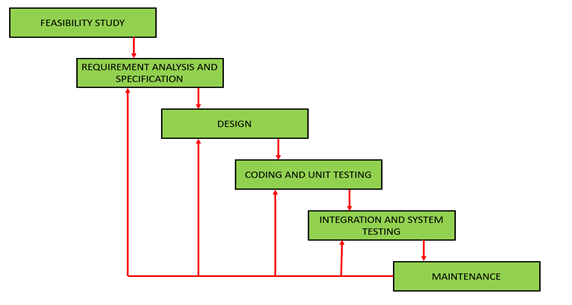 FEASIBILITY STUDY
REQUIREMENT ANALYSIS AND
SPECIFICATION
DESIGN
CODING AND UNIT TESTING
INTEGRATION AND SYSTEM
TESTING
MAINTENANCE